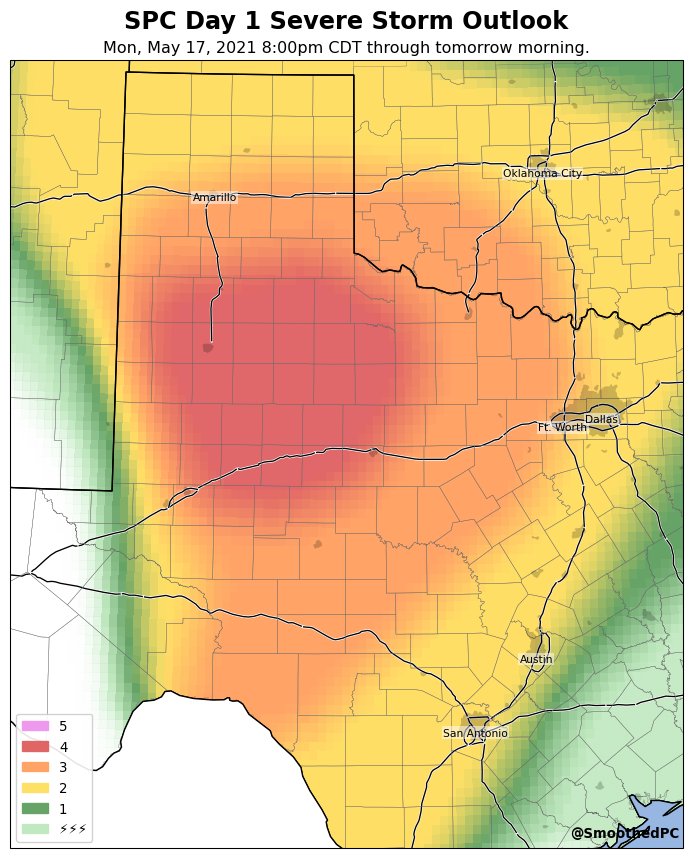 SPC Day 1 Severe Storm Outlook
Mon, May 17, 2021 8:00pm CDT through tomorrow morning.
Oklahoma City
Amarillo
Dallas
Ft. Worth
Austin
San Antonio
5
4
3
2
1
⚡⚡⚡
@SmoothedPC